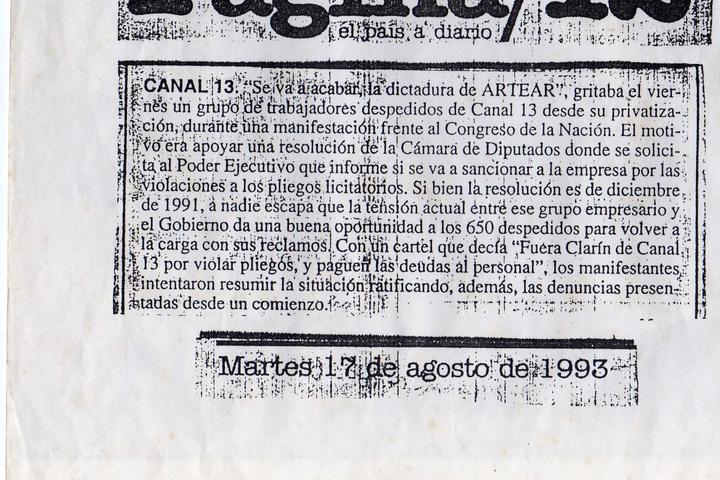 Página/12
el país a diario
CANAL 13. "Se va a acabar, la dictadura de ARTEAR", gritaba el vier-
nes un grupo de trabajadores despedidos de Canal 13 desde su privatiza-
ción, durante una manifestación frente al Congreso de la Nación. El moti-
vo era apoyar una resolución de la Cámara de Diputados donde se solici-
ta al Poder Ejecutivo que informe si se va a sancionar a la empresa por las
violaciones a los pliegos licitatorios. Si bien la resolución es de diciembre
de 1991, a nadie escapa que la tensión actual entre ese grupo empresario y
el Gobierno da una buena oportunidad a los 650 despedidos para volver a
la carga con sus reclamos. Con un cartel que decía "Fuera Clarín de Canal
13 por violar pliegos, y paguen las deudas al personal", los manifestantes
intentaron resumir la situación ratificando, además, las denuncias presen-
tadas desde un comienzo.
Martes 17 de agosto de 1993